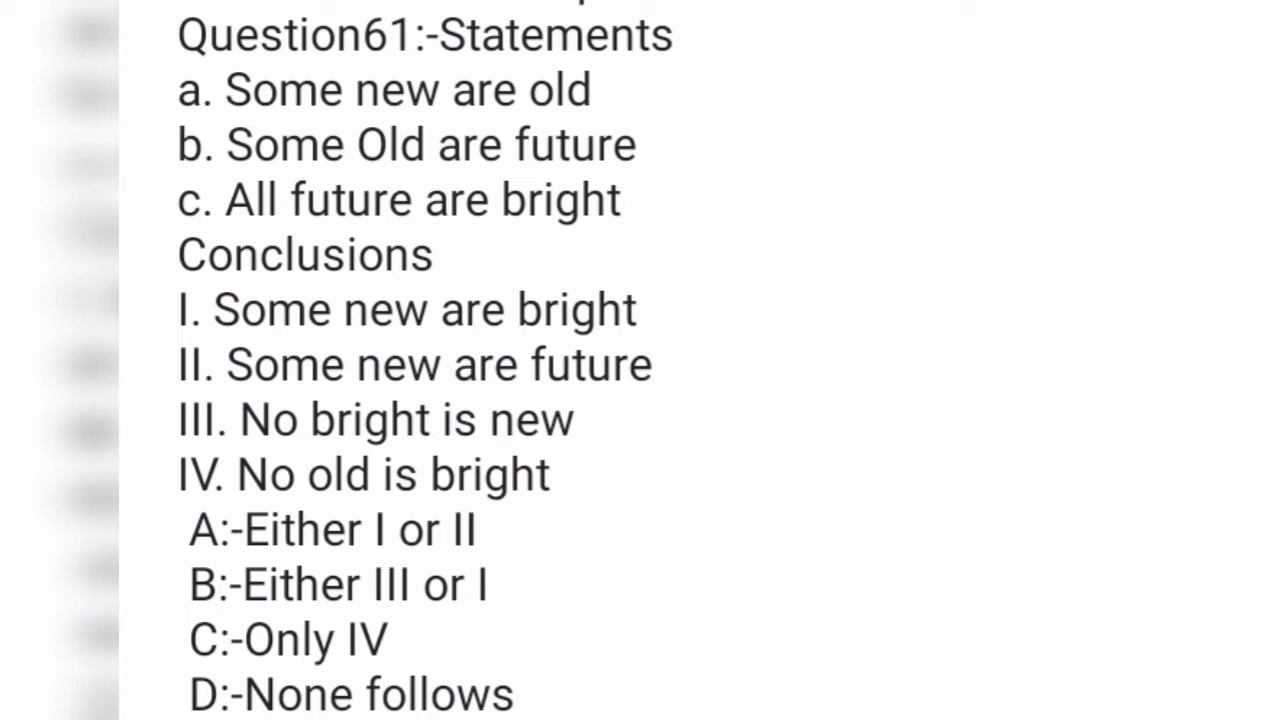 Question61:-Statements
a. Some new are old
b. Some Old are future
c. All future are bright
Conclusions
I. Some new are bright
II. Some new are future
III. No bright is new
IV. No old is bright
A:-Either I or II
B:-Either III or I
C:-Only IV
D:-None follows